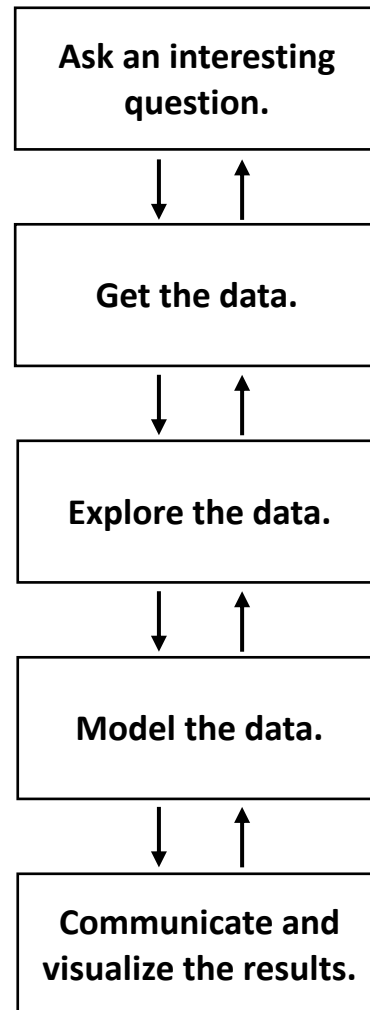 Ask an interesting
question.
Get the data.
Explore the data.
Model the data.
Communicate and
visualize the results.